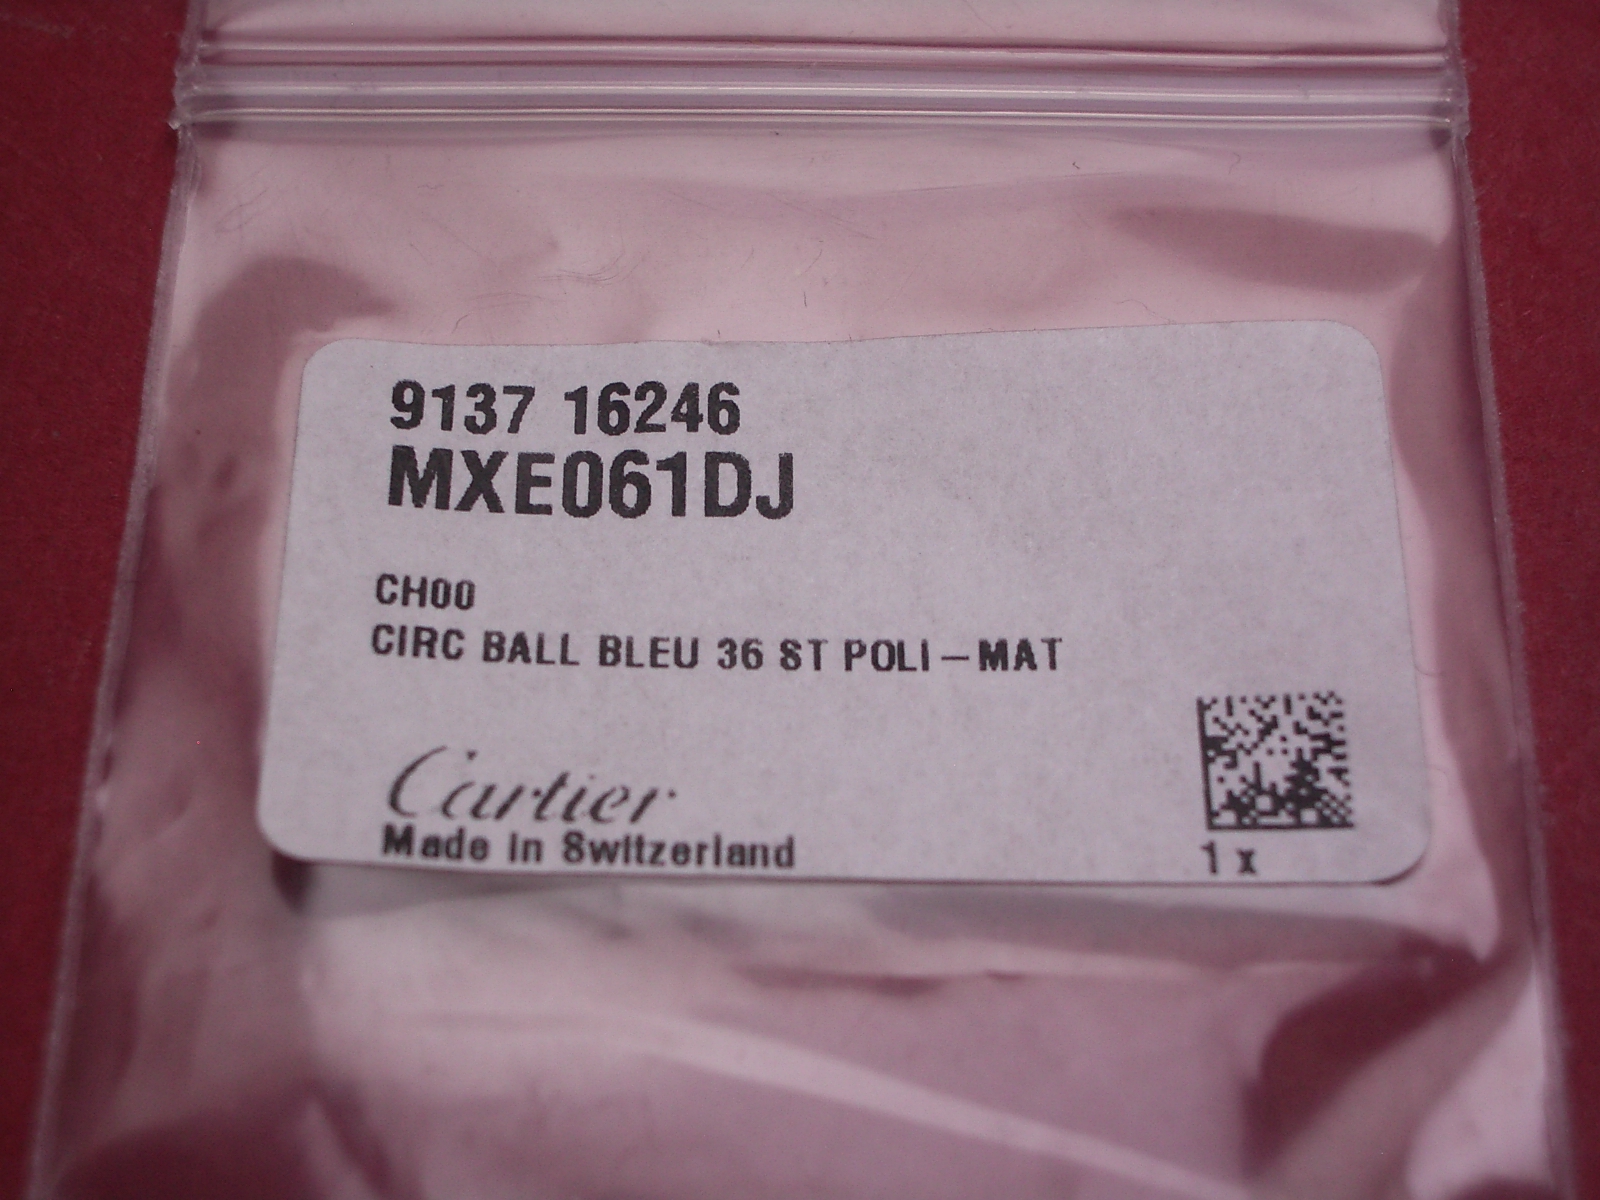 9137 16246
MXE061DJ
CH00
CIRC BALL BLEU 36 ST POLI-MAT
Cartier
Made in Switzerland
1 x